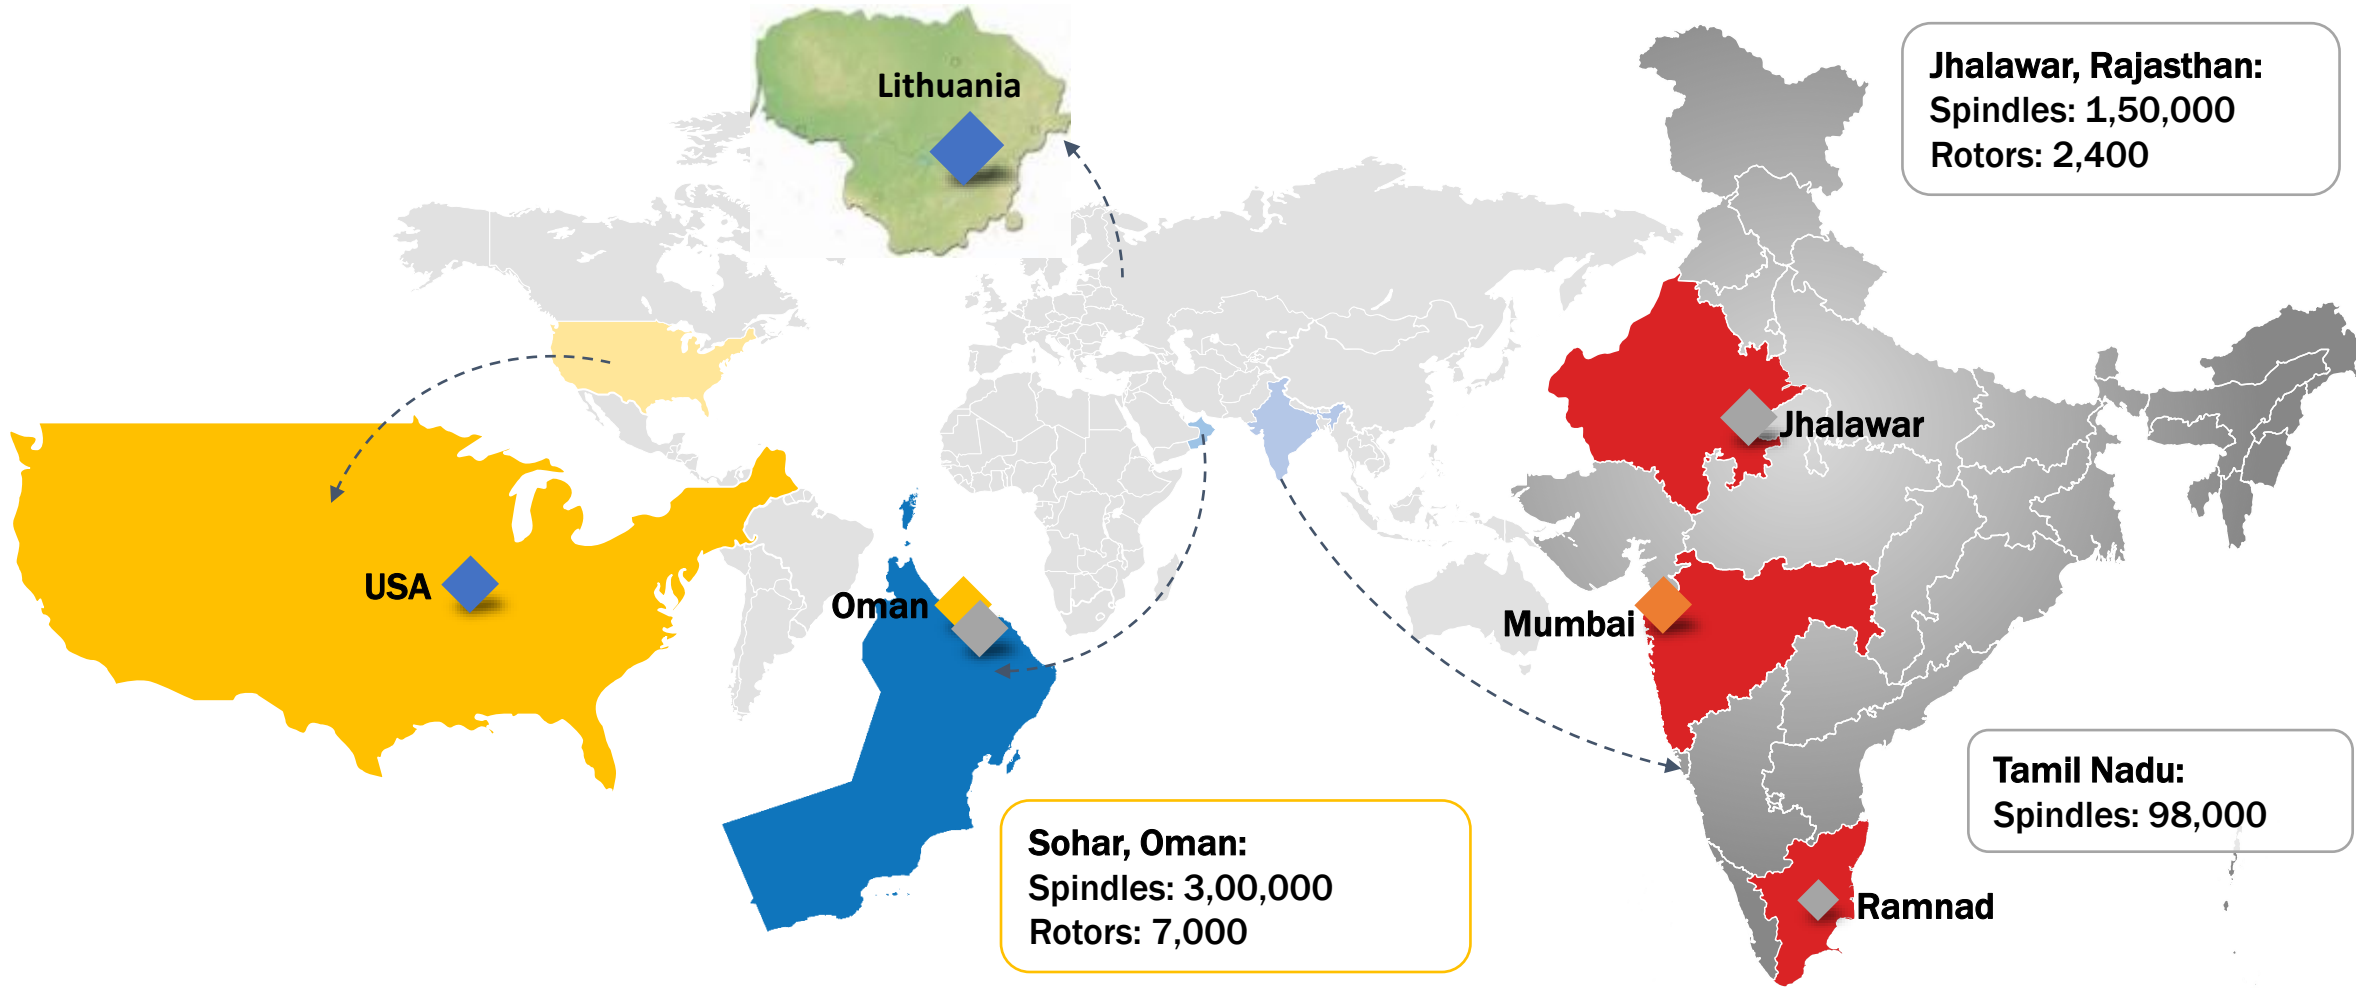 Lithuania
Jhalawar, Rajasthan:
Spindles: 1,50,000
Rotors: 2,400
Jhalawar
USA
Oman
Mumbai
Tamil Nadu:
Spindles: 98,000
Sohar, Oman:
Spindles: 3,00,000
Rotors: 7,000
Ramnad